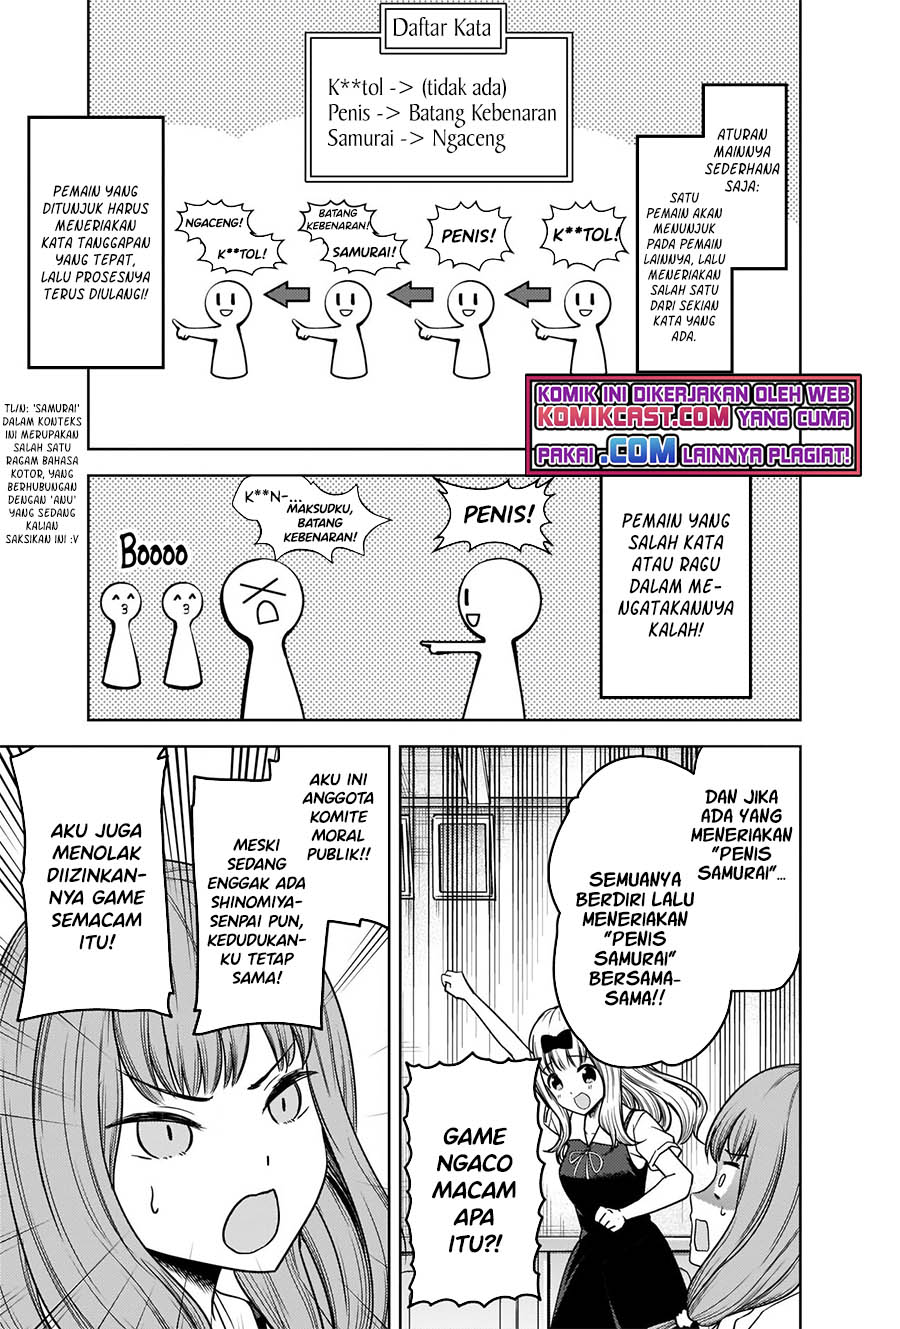 Daftar Kata
K**tol -> (tidak ada)
Penis -> Batang Kebenaran
Samurai -> Ngaceng
ATURAN
MAINNYA
SEDERHANA
SAJA:
SATU
PEMAIN AKAN
MENUNJUK
PADA PEMAIN
LAINNYA, LALU
MENERIAKAN
SALAH SATU
DARI SEKIAN
KATA YANG
ADA.
K**TOL!
PENIS!
BATANG
KEBENARAN!
SAMURAI!
NGACENG!
K**TOL!
PEMAIN YANG
DITUNJUK HARUS
MENERIAKAN
KATA TANGGAPAN
YANG TEPAT,
LALU PROSESNYA
TERUS DIULANGI!
TL/N: 'SAMURAI'
DALAM KONTEKS
INI MERUPAKAN
SALAH SATU
RAGAM BAHASA
KOTOR, YANG
BERHUBUNGAN
DENGAN 'ANU'
YANG SEDANG
KALIAN
SAKSIKAN INI :V
KOMIK INI DIKERJAKAN OLEH WEB
KOMIKCAST.COM YANG CUMA
PAKAI .COM LAINNYA PLAGIAT!
PEMAIN YANG
SALAH KATA
ATAU RAGU
DALAM ME-
NGATAKANNYA
KALAH!
PENIS!
K**N-...
MAKSUDKU,
BATANG
KEBENARAN!
BOOOO
DAN JIKA
ADA YANG
MENERIAKAN
"PENIS
SAMURAI"...
SEMUANYA
BERDIRI LALU
MENERIAKAN
"PENIS
SAMURAI"
BERSAMA-
SAMA!!
GAME
NGACO
MACAM
APA
ITU?!
AKU INI
ANGGOTA
KOMITE
MORAL
PUBLIK!!
MESKI
SEDANG
ENGGAK ADA
SHINOMIYA-
SENPAI PUN,
KEDUDUKAN-
KU TETAP
SAMA!
AKU JUGA
MENOLAK
DIIZINKAN-
NYA GAME
SEMACAM
ITU!